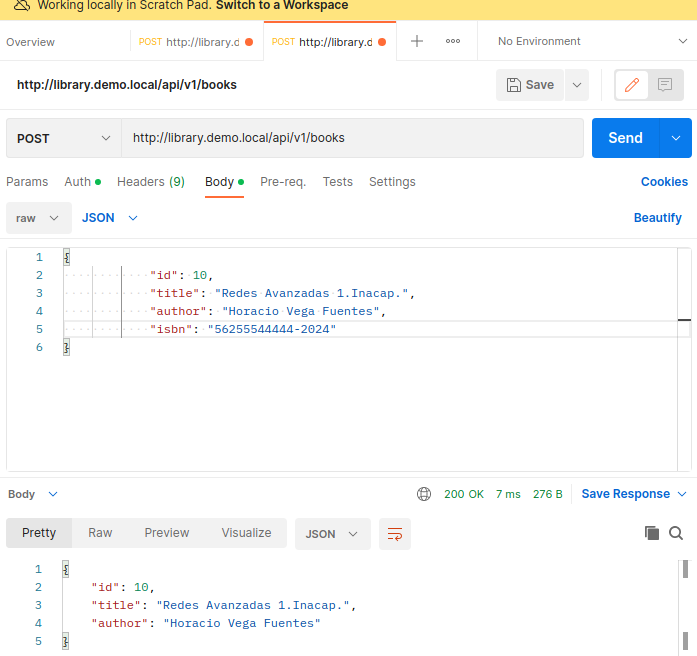 Working locally in Scratch Pad. Switch to a Workspace
Overview
POST http://library.d
POST http://library.d
No Environment
http://library.demo.local/api/v1/books
Save
POST
http://library.demo.local/api/v1/books
Send
Params Auth Headers (9) Body Pre-req. Tests Settings Cookies
raw JSON Beautify
1 {
2 "id": 10,
3 "title": "Redes Avanzadas 1.Inacap.",
4 "author": "Horacio Vega Fuentes",
5 "isbn": "56255544444-2024"
6 }
Body 200 OK 7 ms 276 B Save Response
Pretty Raw Preview Visualize JSON
1 {
2 "id": 10,
3 "title": "Redes Avanzadas 1.Inacap.",
4 "author": "Horacio Vega Fuentes"
5 }